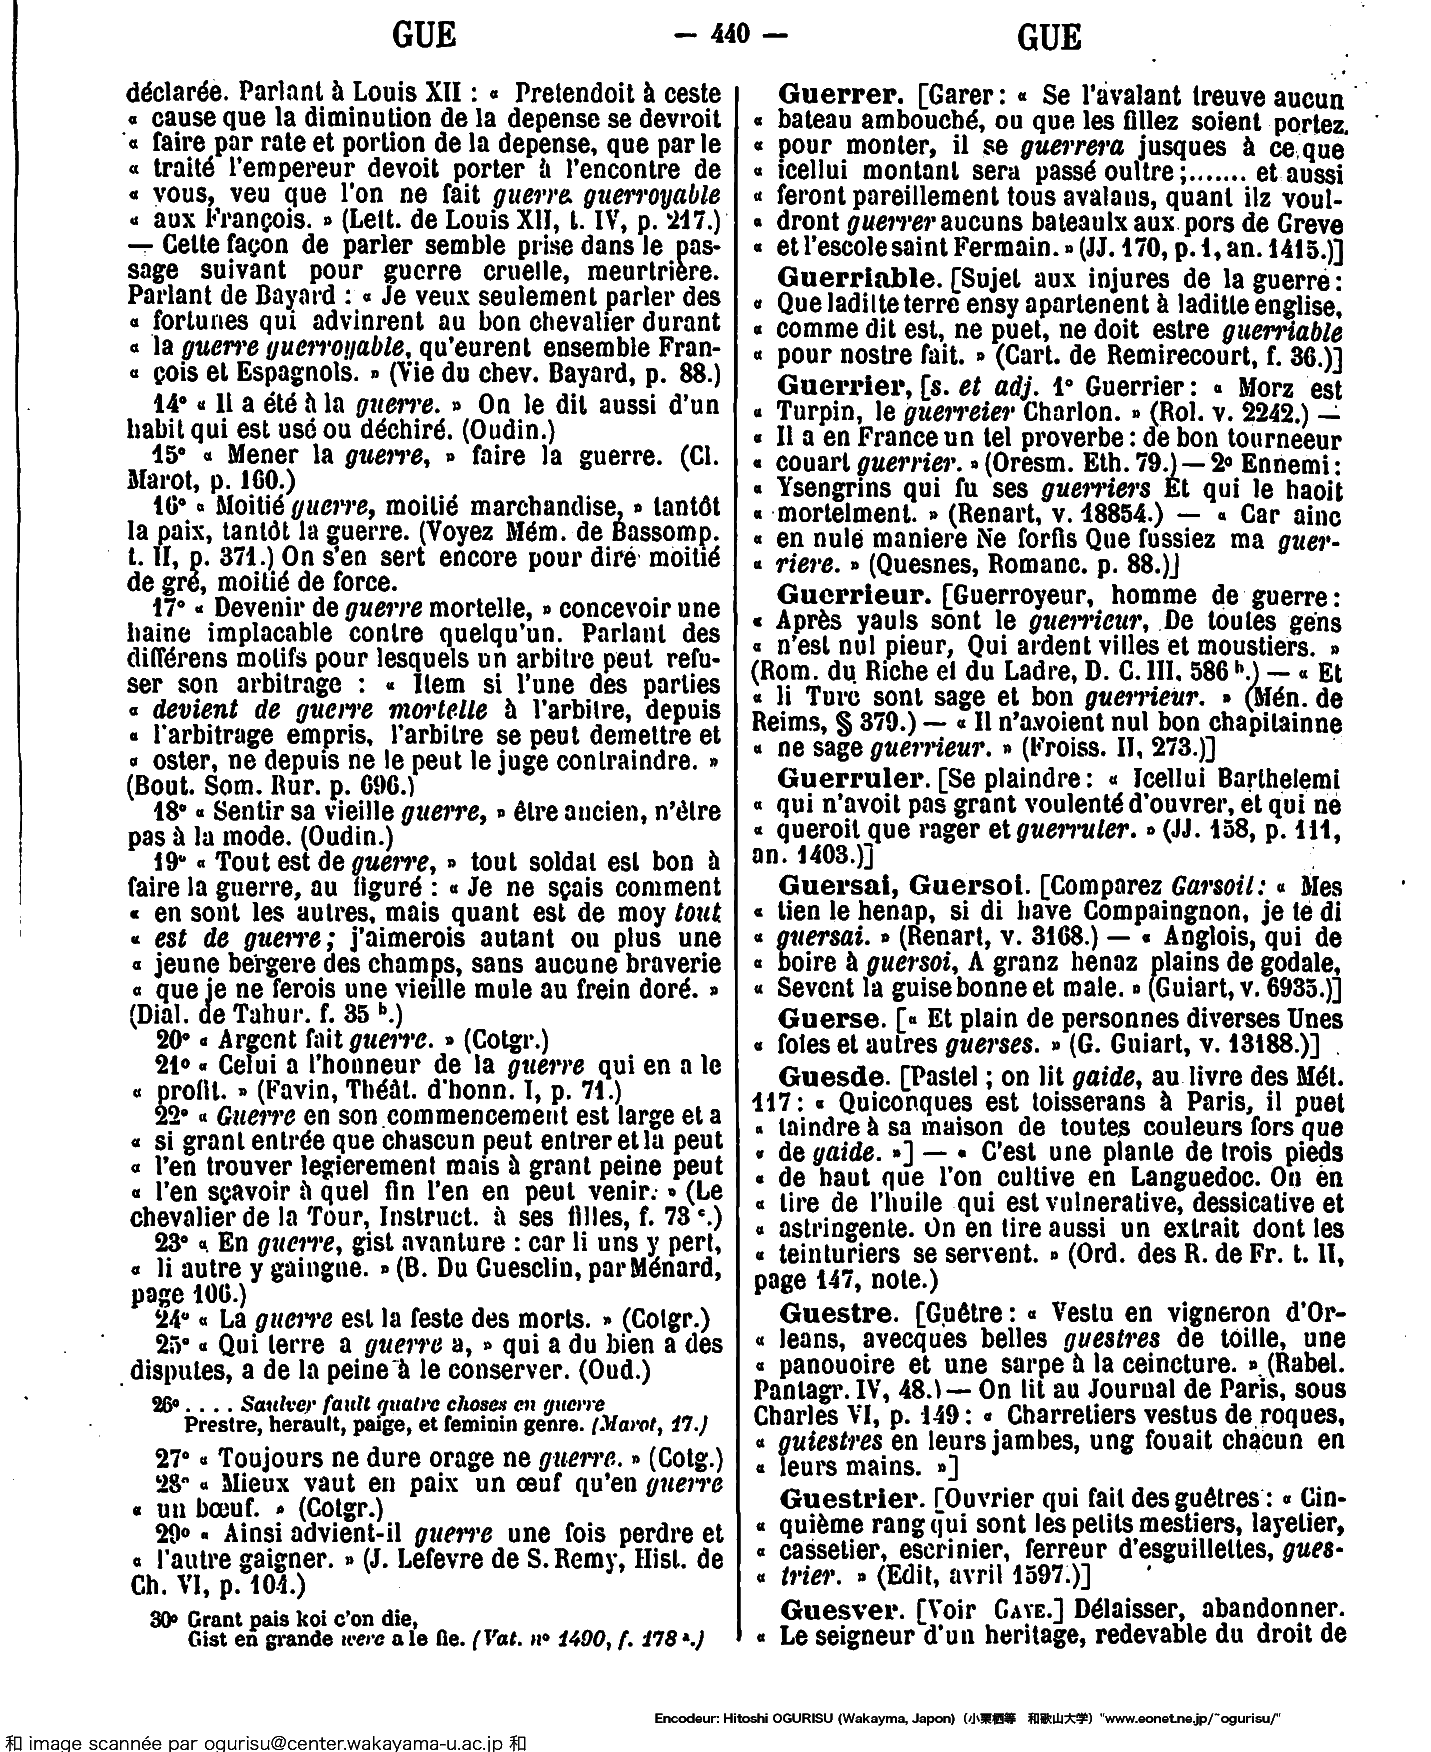 GUE
— 440 —
GUE
déclarée. Parlant à Louis XII : « Pretendoit à ceste
« cause que la diminution de la depense se devroit
« faire par rate et portion de la depense, que par le
« traité l'empereur devoit porter à l'encontre de
« vous, veu que l'on ne fait guerre guerroyable
« aux François. » (Lett. de Louis XII, t. IV, p. 217.)
— Cette façon de parler semble prise dans le pas-
sage suivant pour guerre cruelle, meurtrière.
Parlant de Bayard : « Je veux seulement parler des
« fortunes qui advinrent au bon chevalier durant
« la guerre guerroyable, qu'eurent ensemble Fran-
« çois et Espagnols. » (Vie du chev. Bayard, p. 88.)
14° « Il a été à la guerre. » On le dit aussi d'un
habit qui est usé ou déchiré. (Oudin.)
15° « Mener la guerre, » faire la guerre. (Cl.
Marot, p. 160.)
16° « Moitié guerre, moitié marchandise, » tantôt
la paix, tantôt la guerre. (Voyez Mém. de Bassomp.
t. II, p. 371.) On s'en sert encore pour dire moitié
de gré, moitié de force.
17° « Devenir de guerre mortelle, » concevoir une
haine implacable contre quelqu'un. Parlant des
différens motifs pour lesquels un arbitre peut refu-
ser son arbitrage : « Item si l'une des parties
« devient de guerre mortelle à l'arbitre, depuis
« l'arbitrage empris, l'arbitre se peut demettre et
« oster, ne depuis ne le peut le juge contraindre. »
(Bout. Som. Rur. p. 696.)
18° « Sentir sa vieille guerre, » être ancien, n'être
pas à la mode. (Oudin.)
19° « Tout est de guerre, » tout soldat est bon à
faire la guerre, au figuré : « Je ne sçais comment
« en sont les autres, mais quant est de moy tout
« est de guerre ; j'aimerois autant ou plus une
« jeune bergere des champs, sans aucune braverie
« que je ne ferois une vieille mule au frein doré. »
(Dial. de Tahur. f. 35 b.)
20° « Argent fait guerre. » (Cotgr.)
21° « Celui a l'honneur de la guerre qui en a le
« profit. » (Favin, Théât. d'honn. I, p. 71.)
22° « Guerre en son commencement est large et a
« si grant entrée que chascun peut entrer et la peut
« l'en trouver legierement mais à grant peine peut
« l'en sçavoir à quel fin l'en en peut venir. » (Le
chevalier de la Tour, Instruct. à ses filles, f. 73 c.)
23° « En guerre, gist avanture : car li uns y pert,
« li autre y gaingne. » (B. Du Guesclin, par Ménard,
page 106.)
24° « La guerre est la feste des morts. » (Cotgr.)
25° « Qui terre a guerre a, » qui a du bien a des
disputes, a de la peine à le conserver. (Oud.)
26° . . . . Saulver fault quatre choses en guerre
Prestre, herault, paige, et feminin genre. (Marot, 17.)
27° « Toujours ne dure orage ne guerre. » (Cotg.)
28° « Mieux vaut en paix un œuf qu'en guerre
« un bœuf. » (Cotgr.)
29° « Ainsi advient-il guerre une fois perdre et
« l'autre gaigner. » (J. Lefevre de S. Remy, Hist. de
Ch. VI, p. 104.)
30° Grant pais koi c'on die,
Gist en grande were a le fie. (Vat. n° 1490, f. 178 a.)
Guerrer. [Garer : « Se l'avalant treuve aucun
« bateau ambouché, ou que les fillez soient portez
« pour monter, il se guerrera jusques à ce que
« icellui montant sera passé oultre ;....... et aussi
« feront pareillement tous avalans, quant ilz voul-
« dront guerrer aucuns bateaulx aux pors de Greve
« et l'escole saint Fermain. » (JJ. 170, p. 1, an. 1415.)]
Guerriable. [Sujet aux injures de la guerre :
« Que ladilte terre ensy apartenent à laditte englise,
« comme dit est, ne puet, ne doit estre guerriable
« pour nostre fait. » (Cart. de Remirecourt, f. 36.)]
Guerrier, [s. et adj. 1° Guerrier : « Morz est
« Turpin, le guerreier Charlon. » (Rol. v. 2242.) —
« Il a en France un tel proverbe : de bon tourneeur
« couart guerrier. » (Oresm. Eth. 79.) — 2° Ennemi :
« Ysengrins qui fu ses guerriers Et qui le haoit
« mortelment. » (Renart, v. 18854.) — « Car ainc
« en nule maniere Ne forfis Que fussiez ma guer-
« riere. » (Quesnes, Romanc. p. 88.)]
Guerrieur. [Guerroyeur, homme de guerre :
« Après yauls sont le guerrieur, De toutes gens
« n'est nul pieur, Qui ardent villes et moustiers. »
(Rom. du Riche et du Ladre, D. C. III. 586 b.) — « Et
« li Turc sont sage et bon guerrieur. » (Mén. de
Reims, § 379.) — « Il n'avoient nul bon chapitainne
« ne sage guerrieur. » (Froiss. II, 273.)]
Guerruler. [Se plaindre : « Icellui Barthelemi
« qui n'avoit pas grant voulenté d'ouvrer, et qui ne
« queroit que rager et guerruler. » (JJ. 158, p. 111,
an. 1403.)]
Guersai, Guersoi. [Comparez Garsoil : « Mes
« tien le henap, si di have Compaingnon, je te di
« guersai. » (Renart, v. 3168.) — « Anglois, qui de
« boire à guersoi, A granz henaz plains de godale,
« Sevent la guise bonne et male. » (Guiart, v. 6935.)]
Guerse. [« Et plain de personnes diverses Unes
« foles et autres guerses. » (G. Guiart, v. 13188.)]
Guesde. [Pastel ; on lit gaide, au livre des Mét.
117 : « Quiconques est toisserans à Paris, il puet
« taindre à sa maison de toutes couleurs fors que
« de gaide. »] — « C'est une plante de trois pieds
« de haut que l'on cultive en Languedoc. On en
« tire de l'huile qui est vulnerative, dessicative et
« astringente. On en tire aussi un extrait dont les
« teinturiers se servent. » (Ord. des R. de Fr. t. II,
page 147, note.)
Guestre. [Guêtre : « Vestu en vigneron d'Or-
« leans, avecques belles guestres de toille, une
« panouoire et une sarpe à la ceincture. » (Rabel.
Pantagr. IV, 48.) — On lit au Journal de Paris, sous
Charles VI, p. 149 : « Charretiers vestus de roques,
« guiestres en leurs jambes, ung fouait chacun en
« leurs mains. »]
Guestrier. [Ouvrier qui fait des guêtres : « Cin-
« quième rang qui sont les petits mestiers, layetier,
« cassetier, escrinier, ferreur d'esguillettes, gues-
« trier. » (Edit, avril 1597.)]
Guesver. [Voir GAVE.] Délaisser, abandonner.
« Le seigneur d'un heritage, redevable du droit de
Encodeur: Hitoshi OGURISU (Wakayma, Japon) (小栗栖等 和歌山大学) "www.eonet.ne.jp/~ogurisu/"
和 image scannée par ogurisu@center.wakayama-u.ac.jp 和